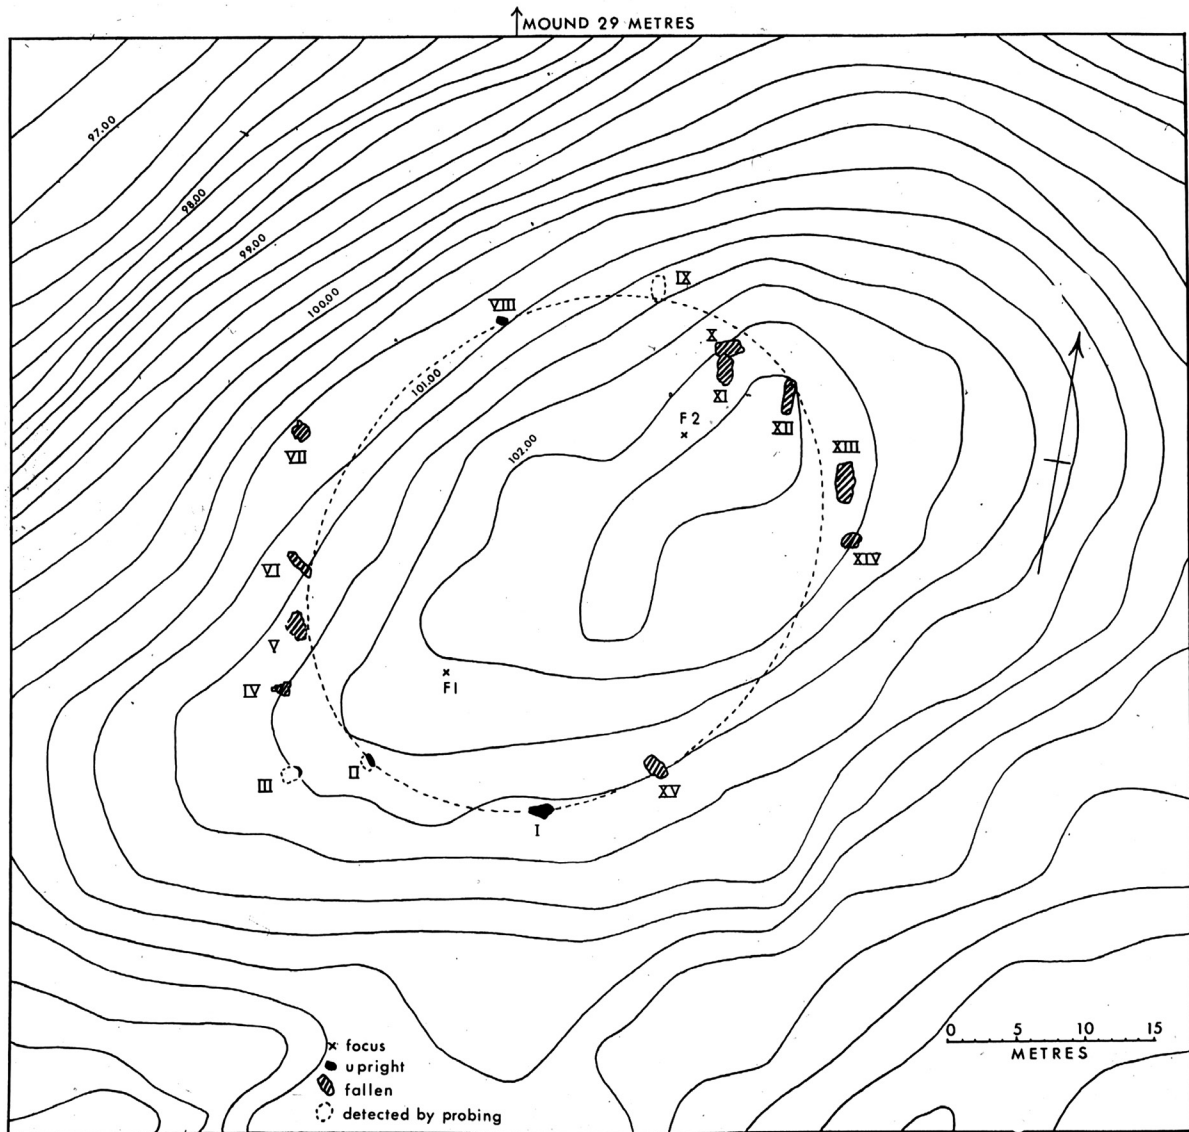 MOUND 29 METRES
97.00
98.00
99.00
100.00
101.00
102.00
IX
VIII
X
XI
F2
XII
XIII
VII
XIV
VI
V
IV
F1
III
II
XV
I
0 5 10 15
METRES
focus
upright
fallen
detected by probing